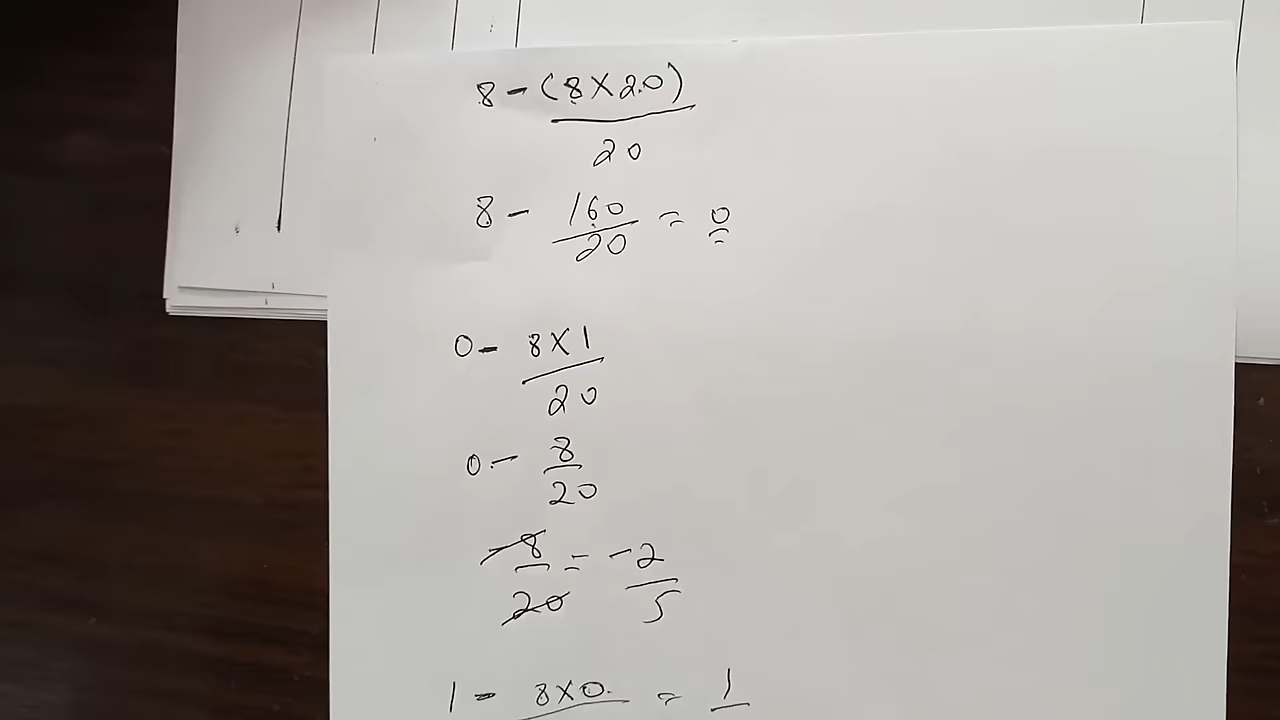 8 - (8 × 20)
20
8 - 160/20 = 0
0 - 8 × 1
20
0 - 8
20
-8/20 = -2/5
1 - 8 × 0 = 1